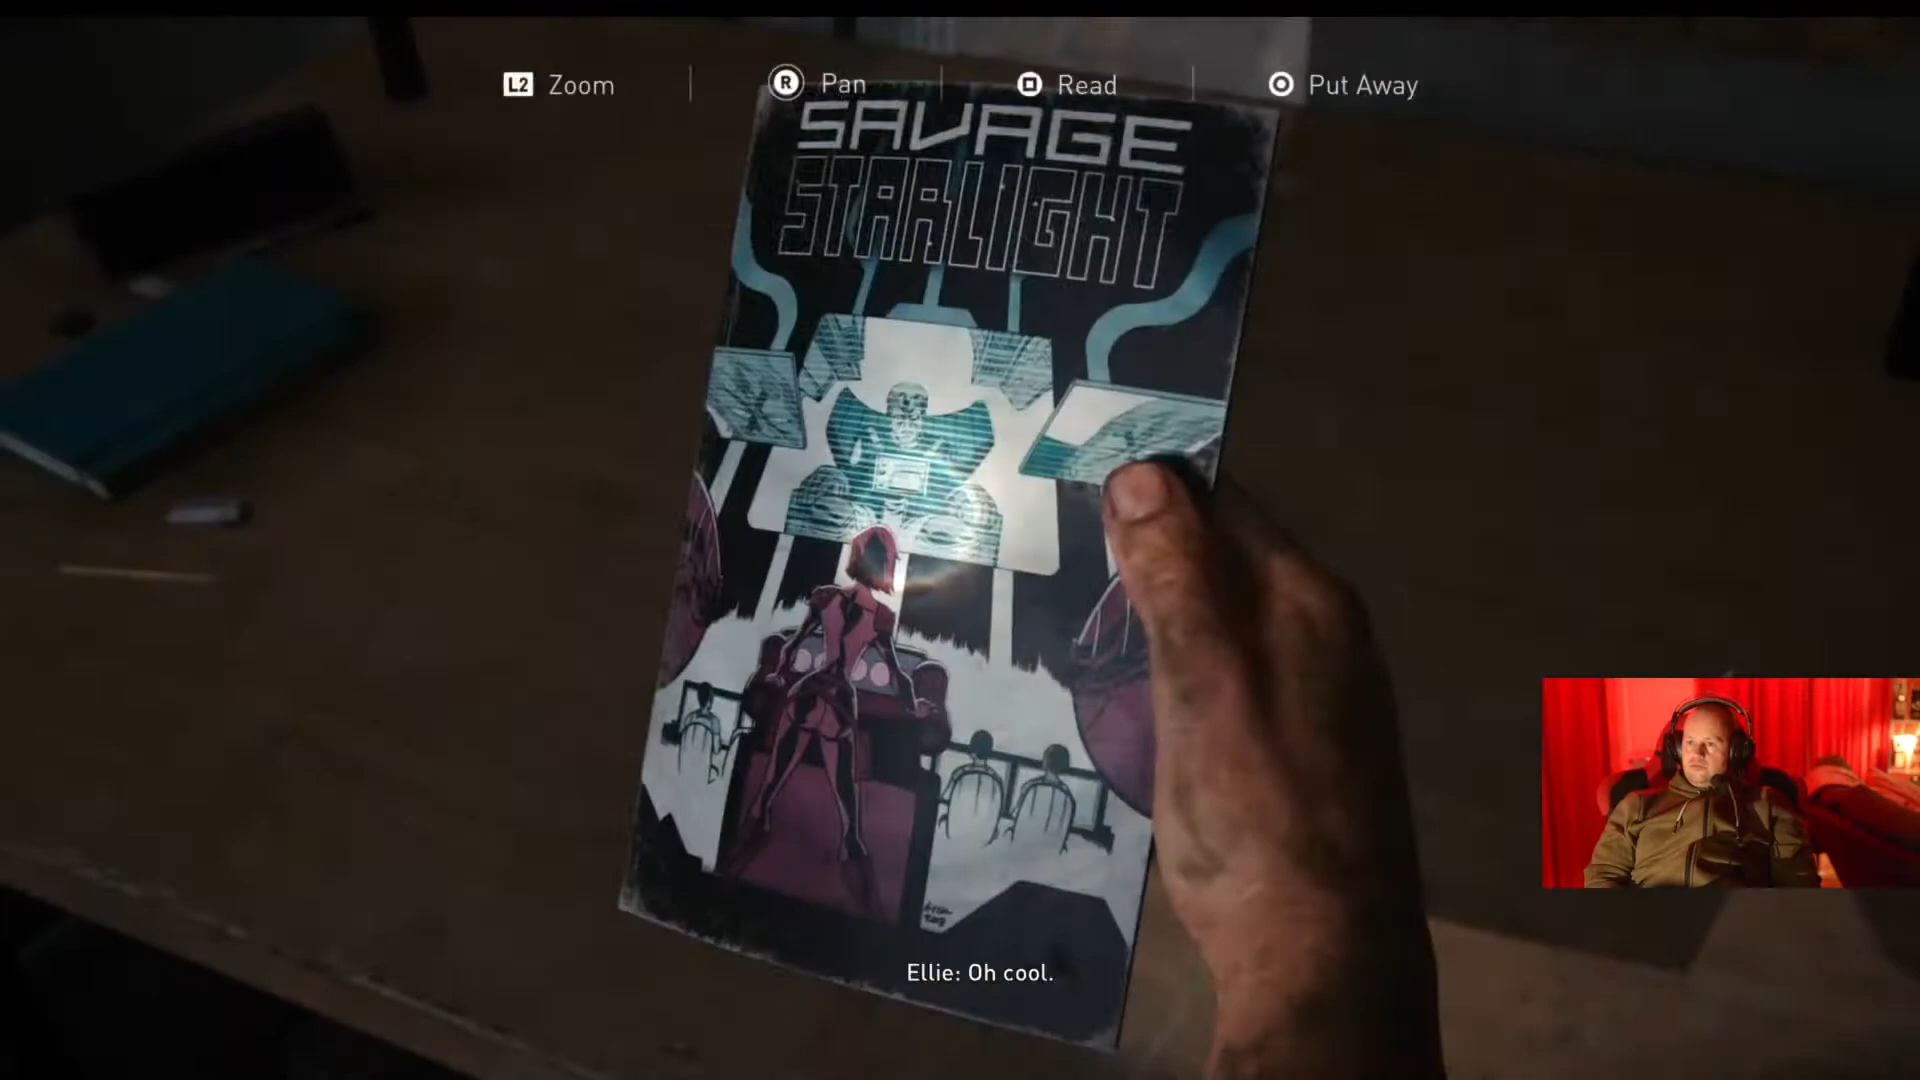 L2 Zoom
R Pan
Read
Put Away
SAVAGE
STARLIGHT
Ellie: Oh cool.